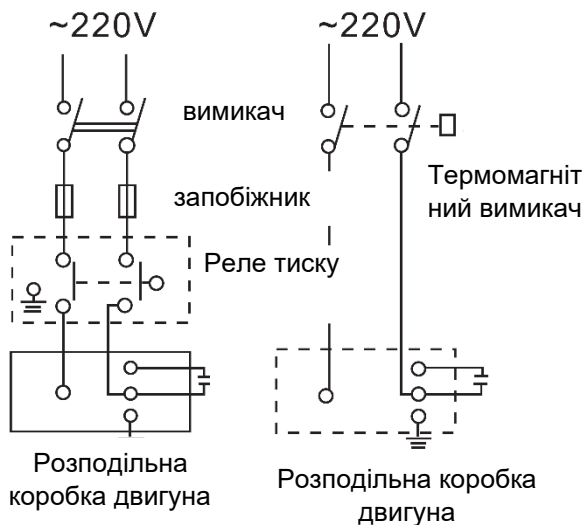 ~220V
~220V
вимикач
запобіжник
Термомагніт
ний вимикач
Реле тиску
Розподільна
коробка двигуна
Розподільна коробка
двигуна